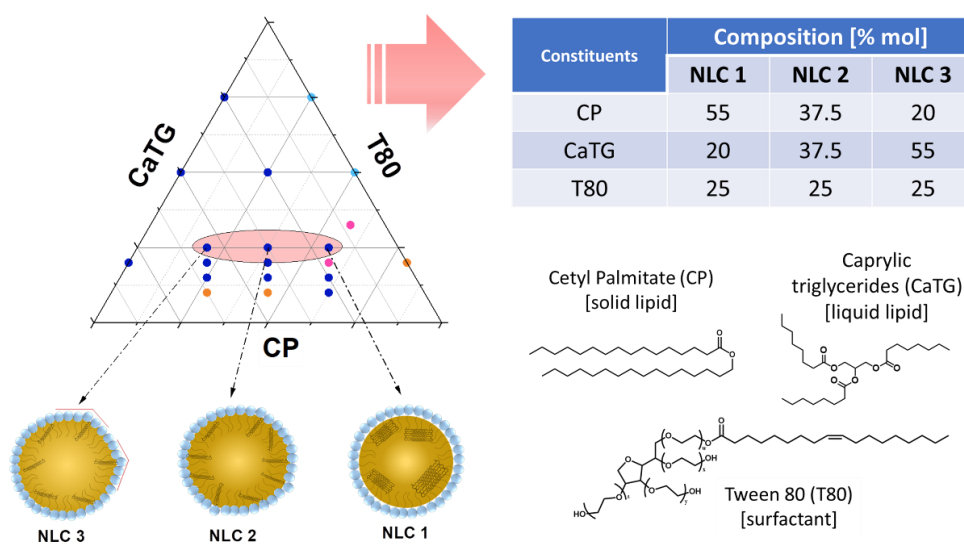 CaTG
T80
CP
NLC 3
NLC 2
NLC 1
Constituents
Composition [% mol]
NLC 1 NLC 2 NLC 3
CP 55 37.5 20
CaTG 20 37.5 55
T80 25 25 25
Cetyl Palmitate (CP)
[solid lipid]
Caprylic
triglycerides (CaTG)
[liquid lipid]
Tween 80 (T80)
[surfactant]